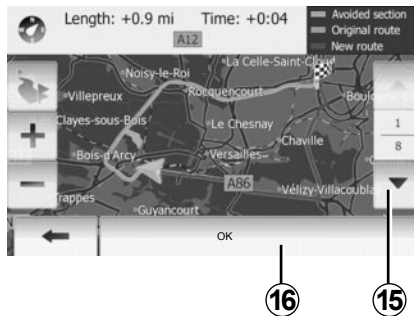 Length: +0.9 mi Time: +0:04
A12
Avoided section
Original route
New route
La Celle-Saint-Cloud
Noisy-le-Roi
Villepreux
Rocquencourt
Clayes-sous-Bois
Le Chesnay
1
8
Chaville
Bois-d'Arcy
Versailles
A86
Vélizy-Villacoubla
Trappes
Guyancourt
OK
16
15